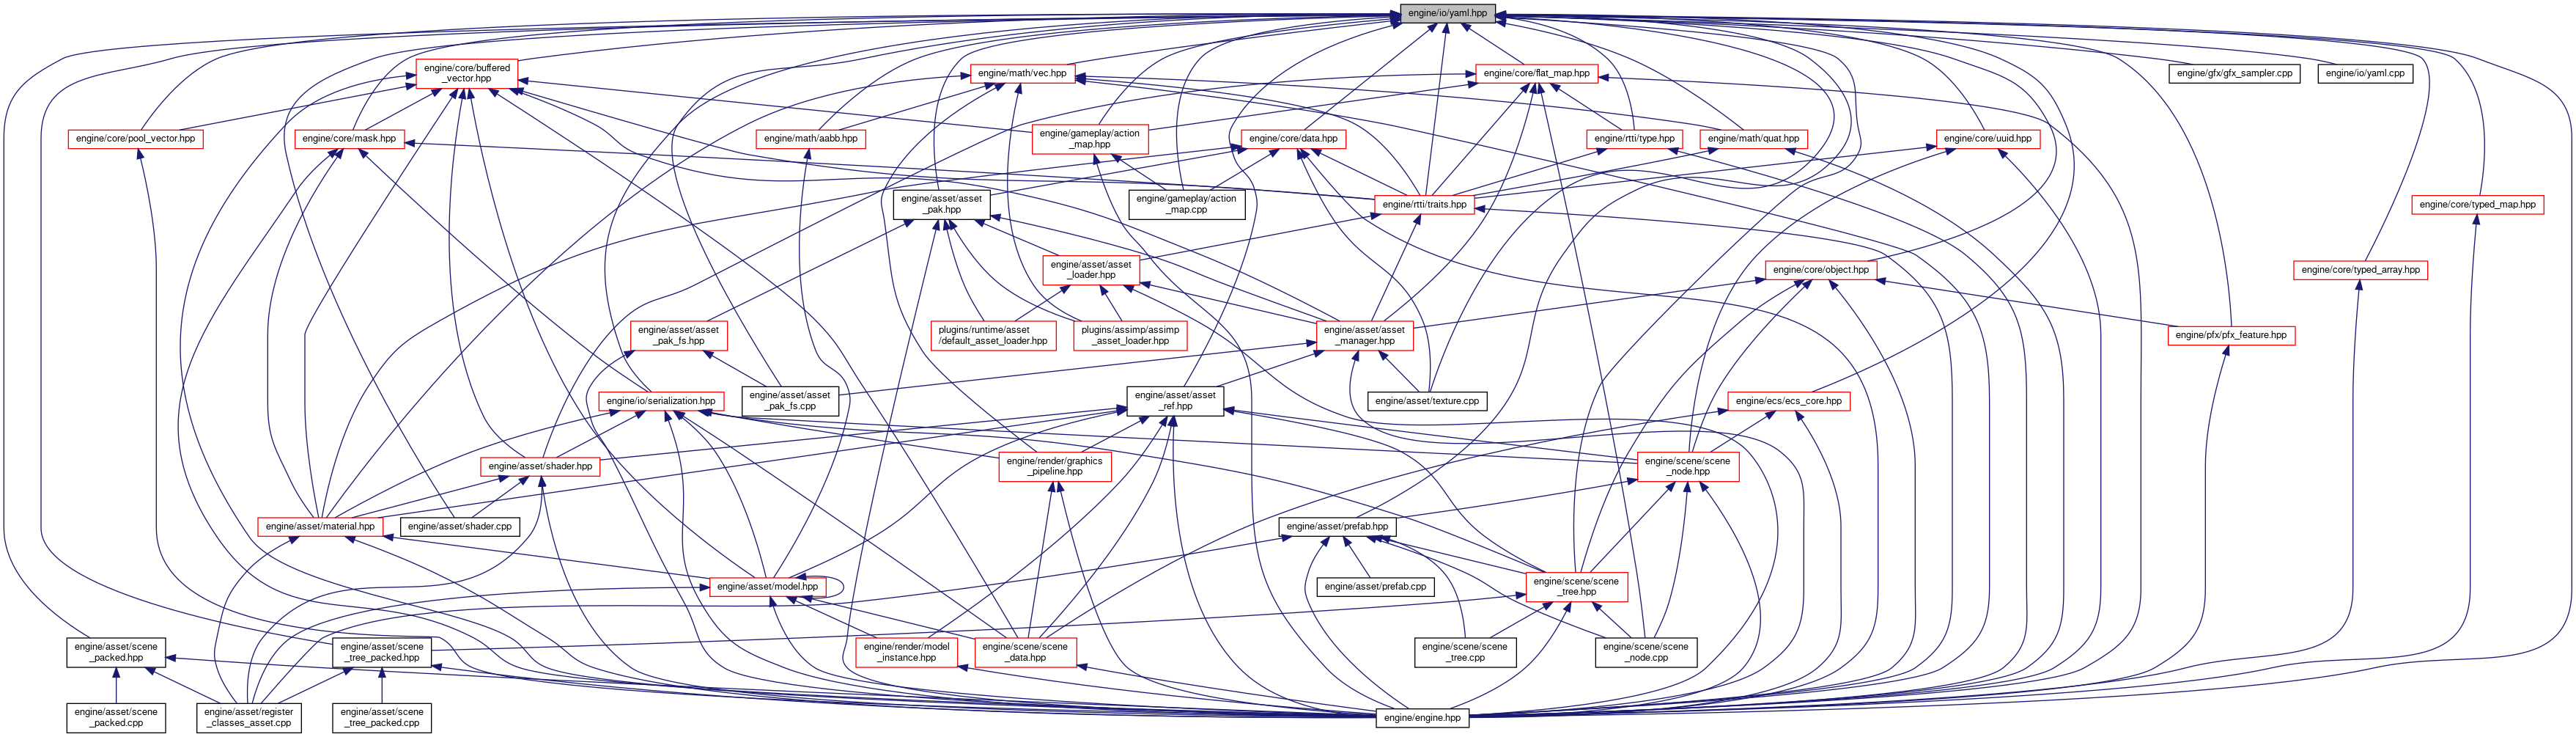 engine/io/yaml.hpp
engine/core/buffered
_vector.hpp
engine/math/vec.hpp
engine/core/flat_map.hpp
engine/gfx/gfx_sampler.cpp
engine/io/yaml.cpp
engine/core/pool_vector.hpp
engine/core/mask.hpp
engine/math/aabb.hpp
engine/gameplay/action
_map.hpp
engine/core/data.hpp
engine/rtti/type.hpp
engine/math/quat.hpp
engine/core/uuid.hpp
engine/asset/asset
_pak.hpp
engine/gameplay/action
_map.cpp
engine/rtti/traits.hpp
engine/core/typed_map.hpp
engine/asset/asset
_loader.hpp
engine/core/object.hpp
engine/core/typed_array.hpp
engine/asset/asset
_pak_fs.hpp
plugins/runtime/asset
/default_asset_loader.hpp
plugins/assimp/assimp
_asset_loader.hpp
engine/asset/asset
_manager.hpp
engine/pfx/pfx_feature.hpp
engine/io/serialization.hpp
engine/asset/asset
_pak_fs.cpp
engine/asset/asset
_ref.hpp
engine/asset/texture.cpp
engine/ecs/ecs_core.hpp
engine/asset/shader.hpp
engine/render/graphics
_pipeline.hpp
engine/scene/scene
_node.hpp
engine/asset/material.hpp
engine/asset/shader.cpp
engine/asset/prefab.hpp
engine/asset/model.hpp
engine/asset/prefab.cpp
engine/scene/scene
_tree.hpp
engine/asset/scene
_packed.hpp
engine/asset/scene
_tree_packed.hpp
engine/render/model
_instance.hpp
engine/scene/scene
_data.hpp
engine/scene/scene
_tree.cpp
engine/scene/scene
_node.cpp
engine/asset/scene
_packed.cpp
engine/asset/register
_classes_asset.cpp
engine/asset/scene
_tree_packed.cpp
engine/engine.hpp